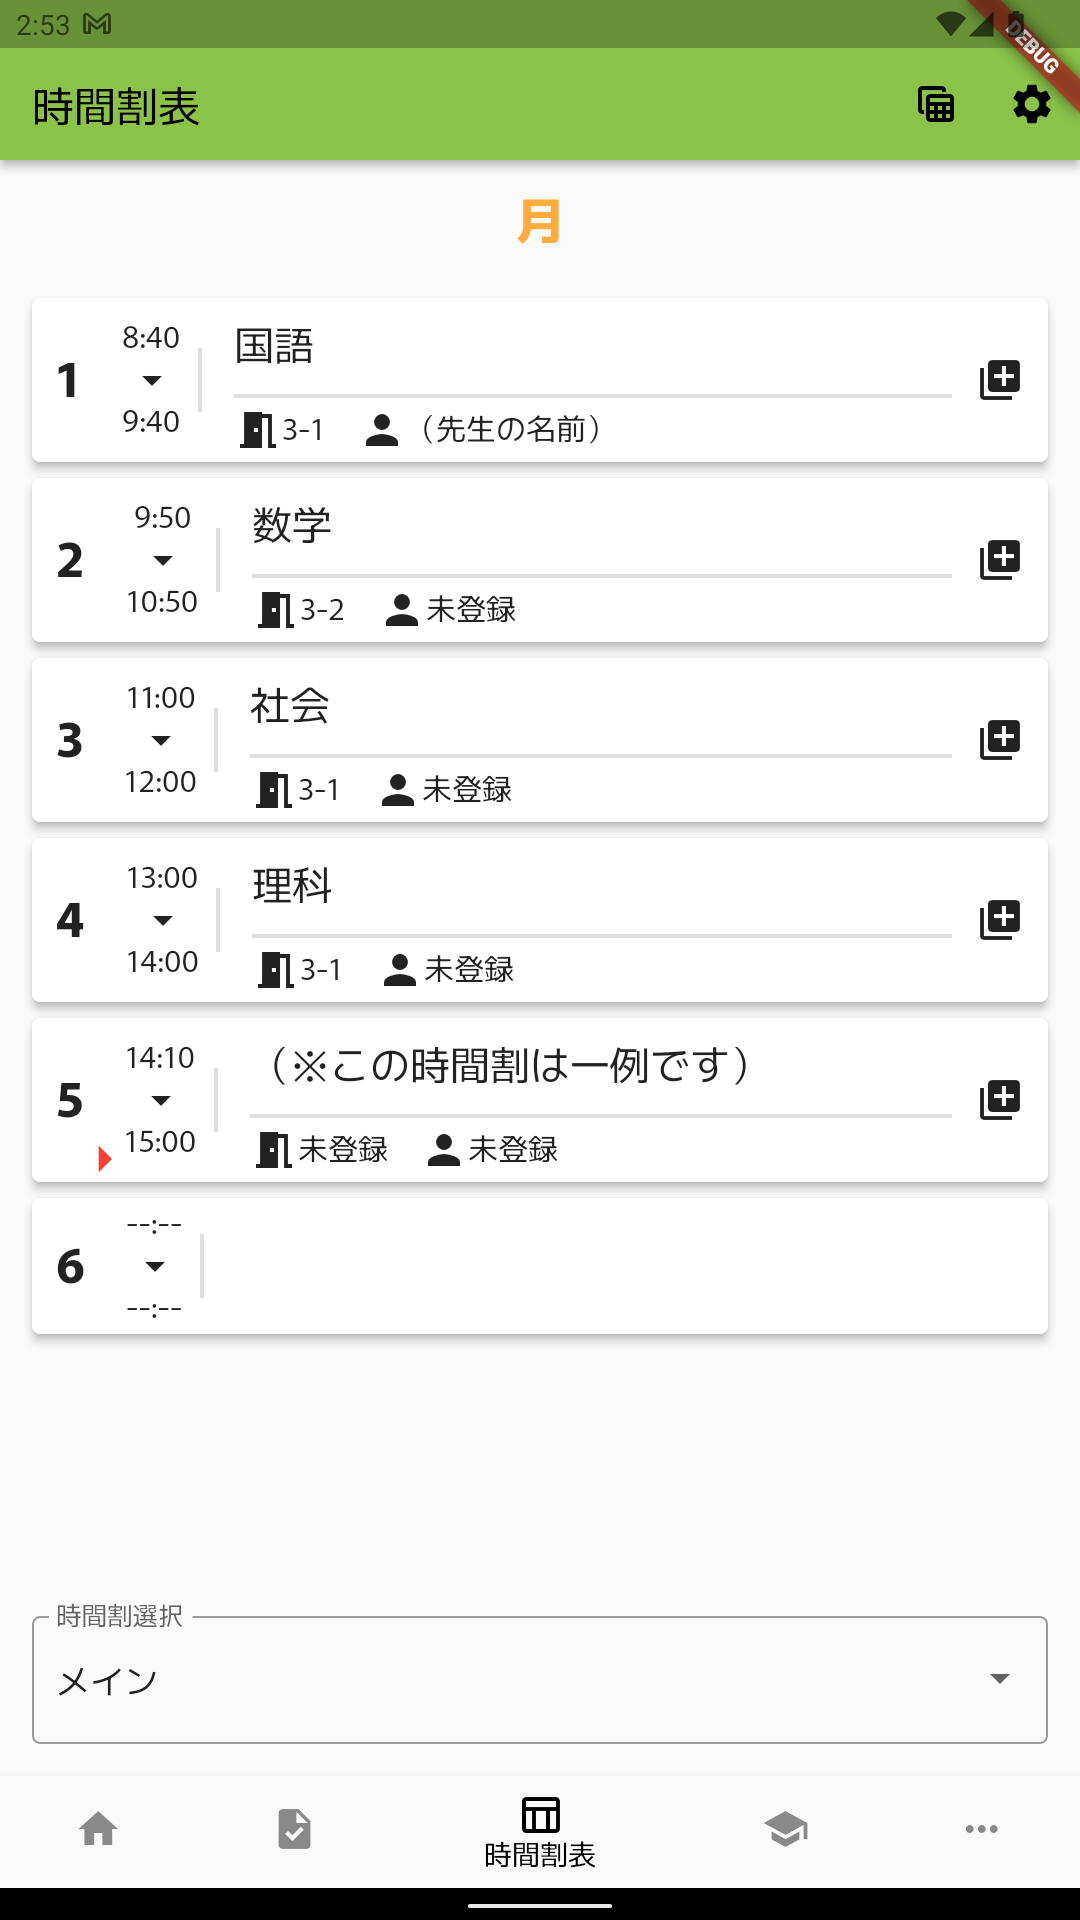 2:53
DEBUG
時間割表
月
1
8:40
9:40
国語
3-1 （先生の名前）
2
9:50
10:50
数学
3-2 未登録
3
11:00
12:00
社会
3-1 未登録
4
13:00
14:00
理科
3-1 未登録
5
14:10
15:00
（※この時間割は一例です）
未登録 未登録
6
--:--
--:--
時間割選択
メイン
時間割表